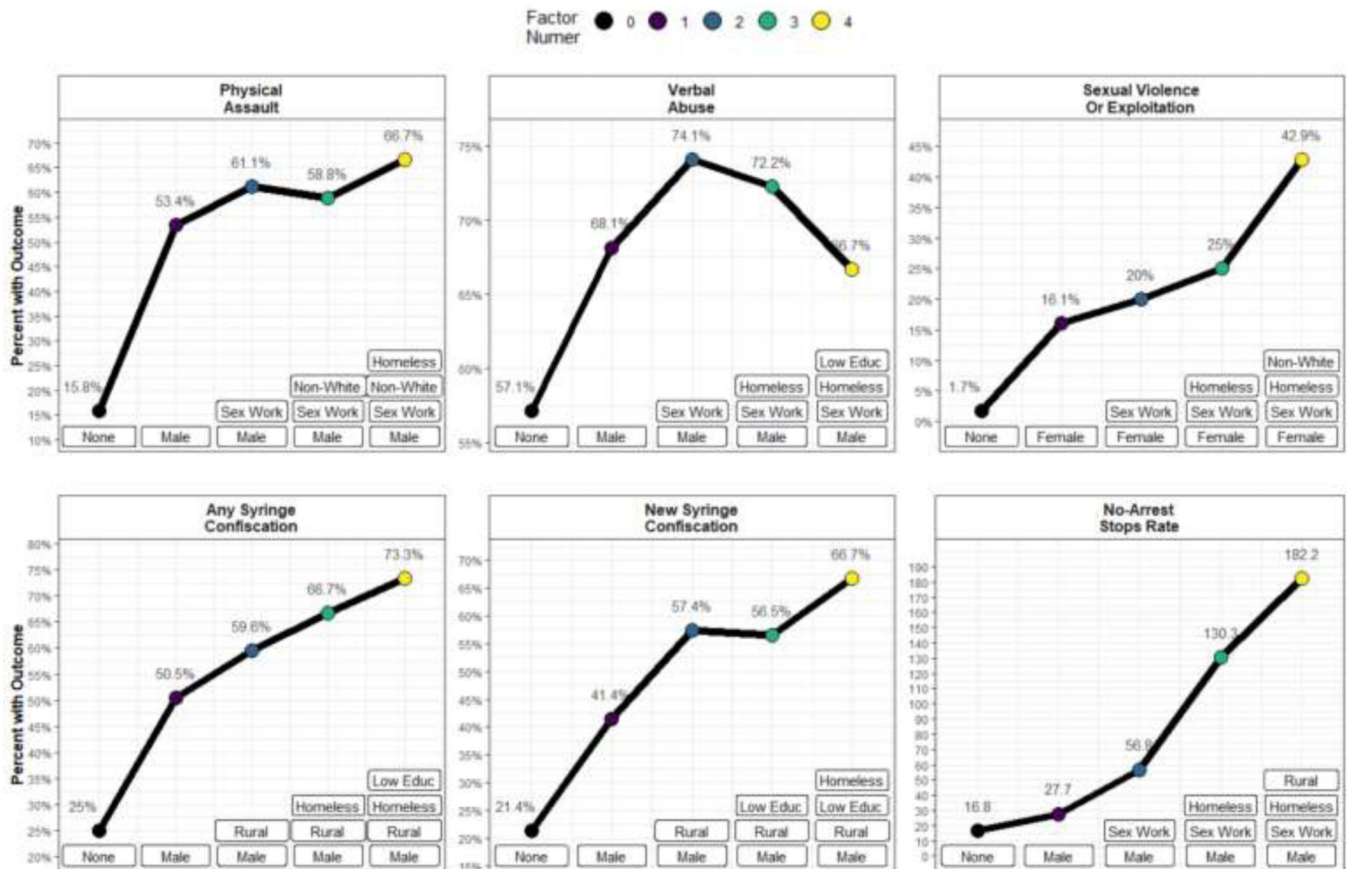 Factor
Numer
0 1 2 3 4
Physical
Assault
Verbal
Abuse
Sexual Violence
Or Exploitation
Percent with Outcome
70%
65%
60%
55%
50%
45%
40%
35%
30%
25%
20%
15%
10%
15.8%
53.4%
61.1%
58.8%
66.7%
Homeless
Non-White Non-White
Sex Work Sex Work Sex Work
None Male Male Male Male
75%
70%
65%
60%
55%
57.1%
68.1%
74.1%
72.2%
66.7%
Low Educ
Homeless Homeless
Sex Work Sex Work Sex Work
None Male Male Male Male
45%
40%
35%
30%
25%
20%
15%
10%
5%
0%
1.7%
16.1%
20%
25%
42.9%
Non-White
Homeless Homeless
Sex Work Sex Work Sex Work
None Female Female Female Female
Any Syringe
Confiscation
New Syringe
Confiscation
No-Arrest
Stops Rate
Percent with Outcome
80%
75%
70%
65%
60%
55%
50%
45%
40%
35%
30%
25%
20%
25%
50.5%
59.6%
66.7%
73.3%
Low Educ
Homeless Homeless
Rural Rural Rural
None Male Male Male Male
70%
65%
60%
55%
50%
45%
40%
35%
30%
25%
20%
15%
21.4%
41.4%
57.4%
56.5%
66.7%
Homeless
Low Educ Low Educ
Rural Rural Rural
None Male Male Male Male
190
180
170
160
150
140
130
120
110
100
90
80
70
60
50
40
30
20
10
0
16.8
27.7
56.8
130.3
182.2
Rural
Homeless Homeless
Sex Work Sex Work Sex Work
None Male Male Male Male